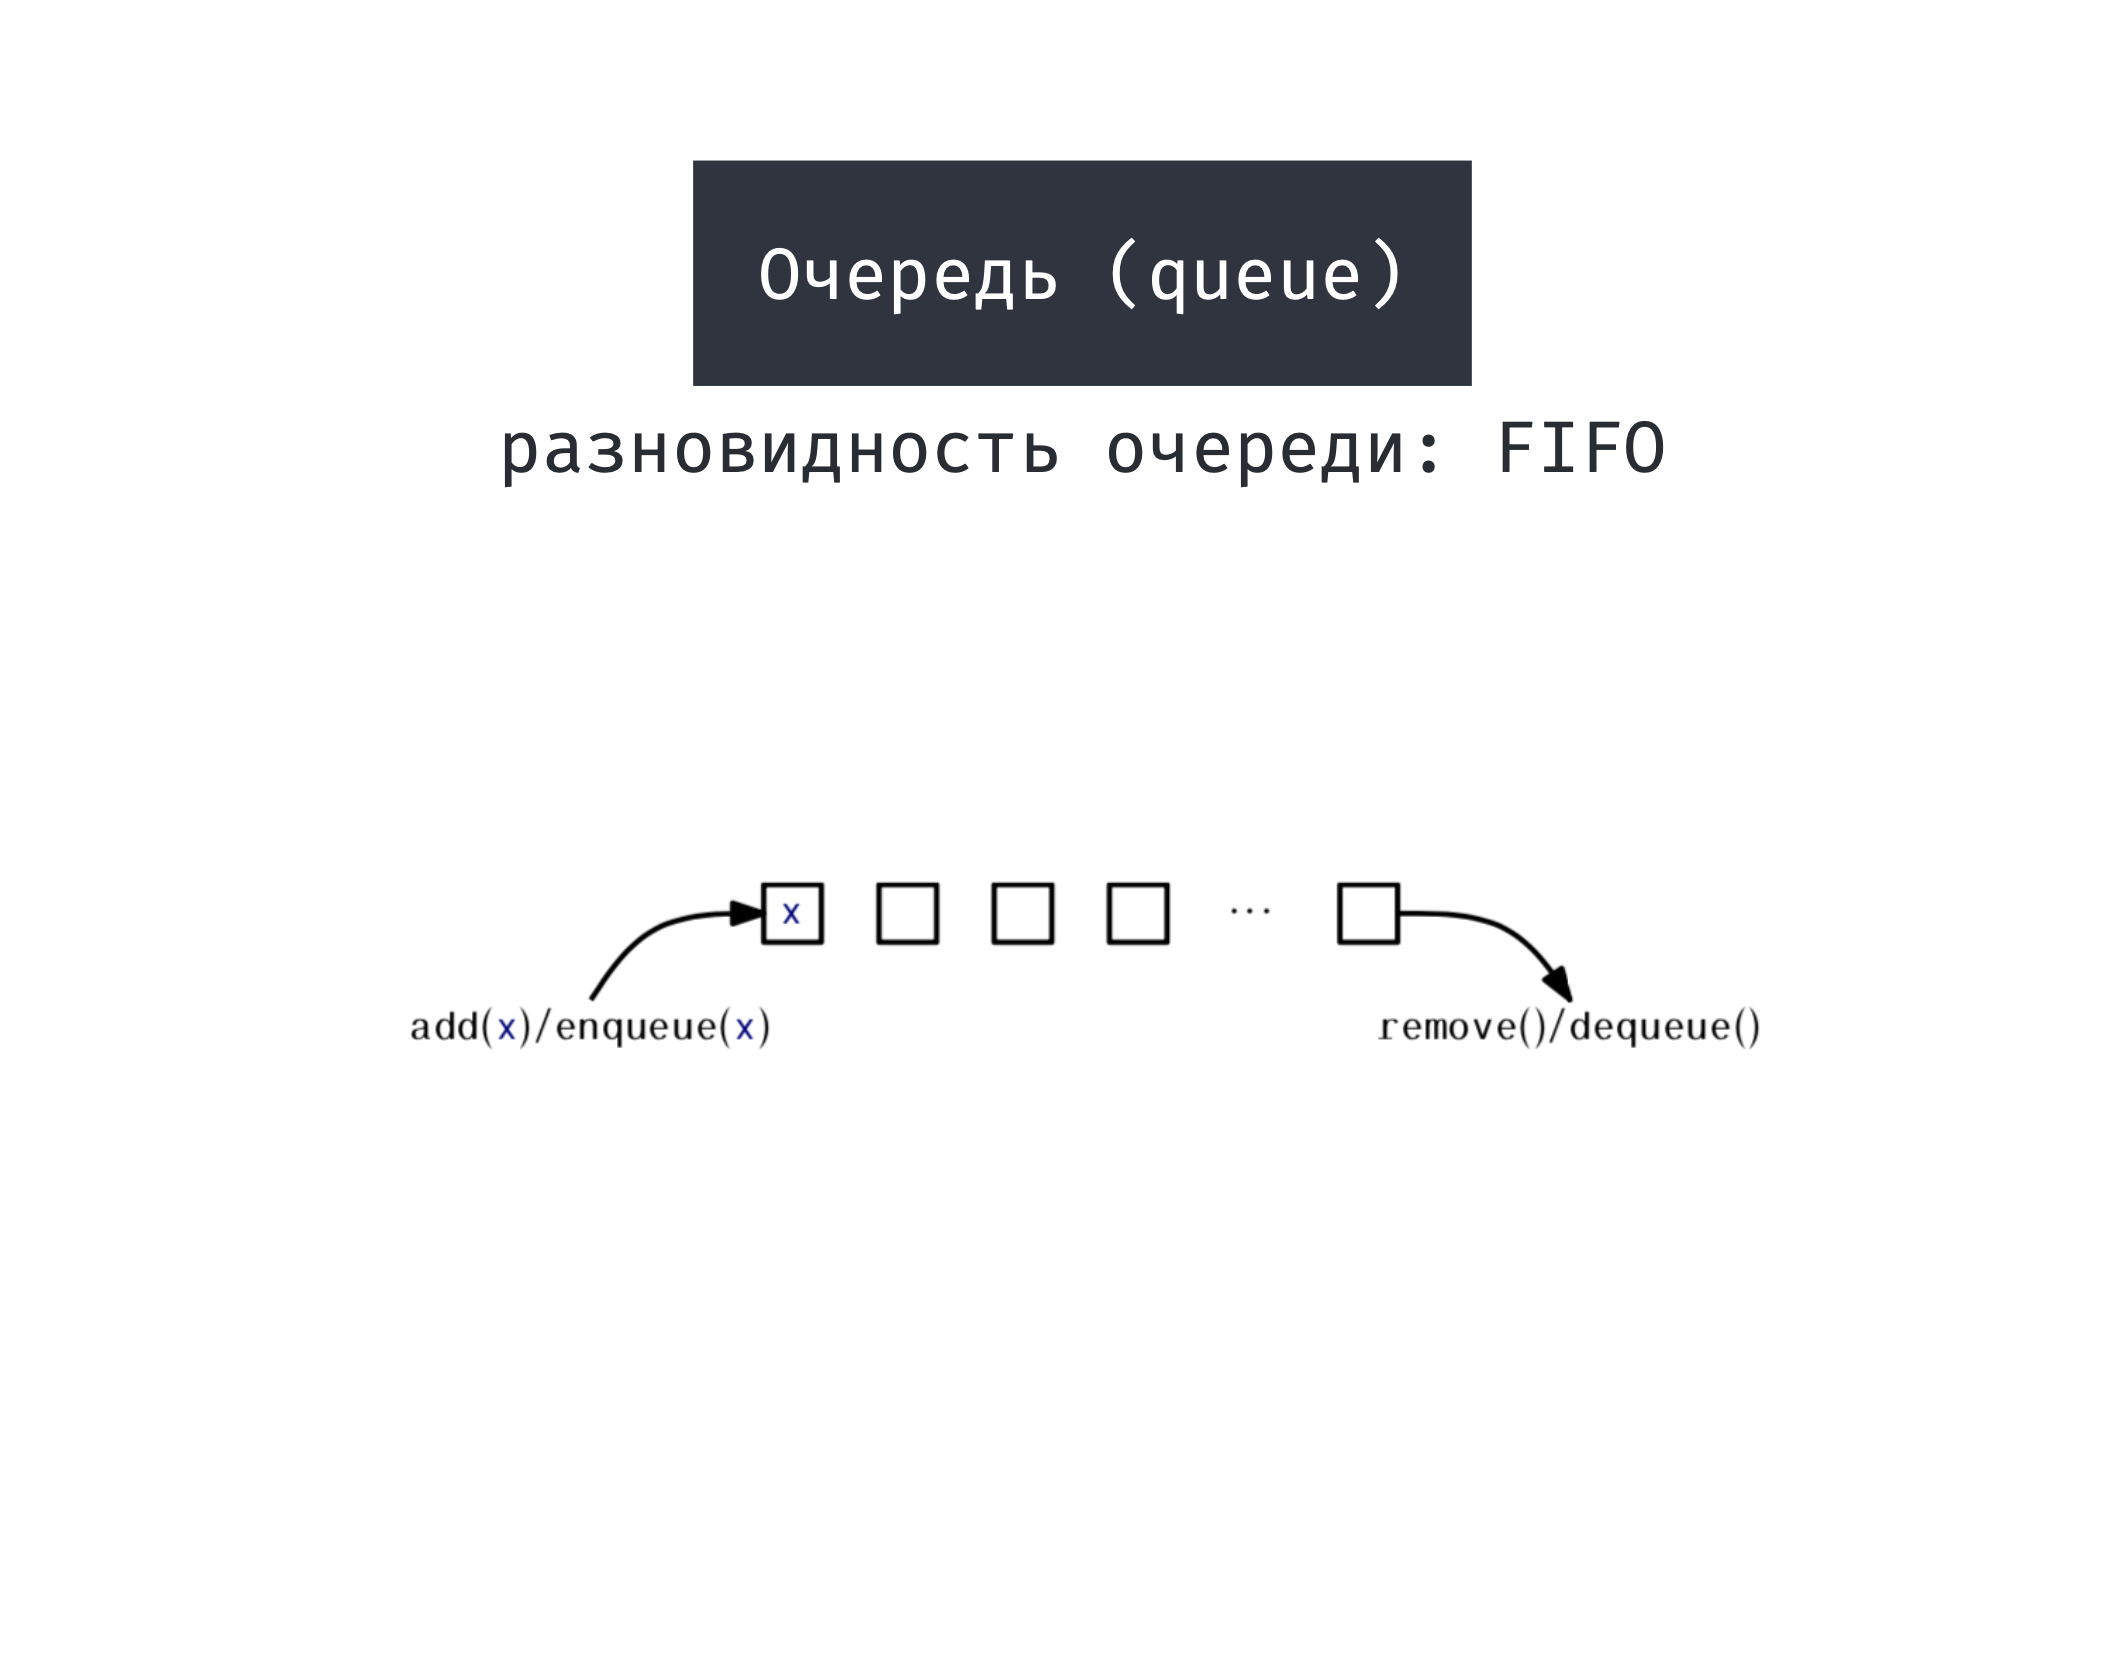 Очередь (queue)
разновидность очереди: FIFO
x
...
add(x)/enqueue(x)
remove()/dequeue()